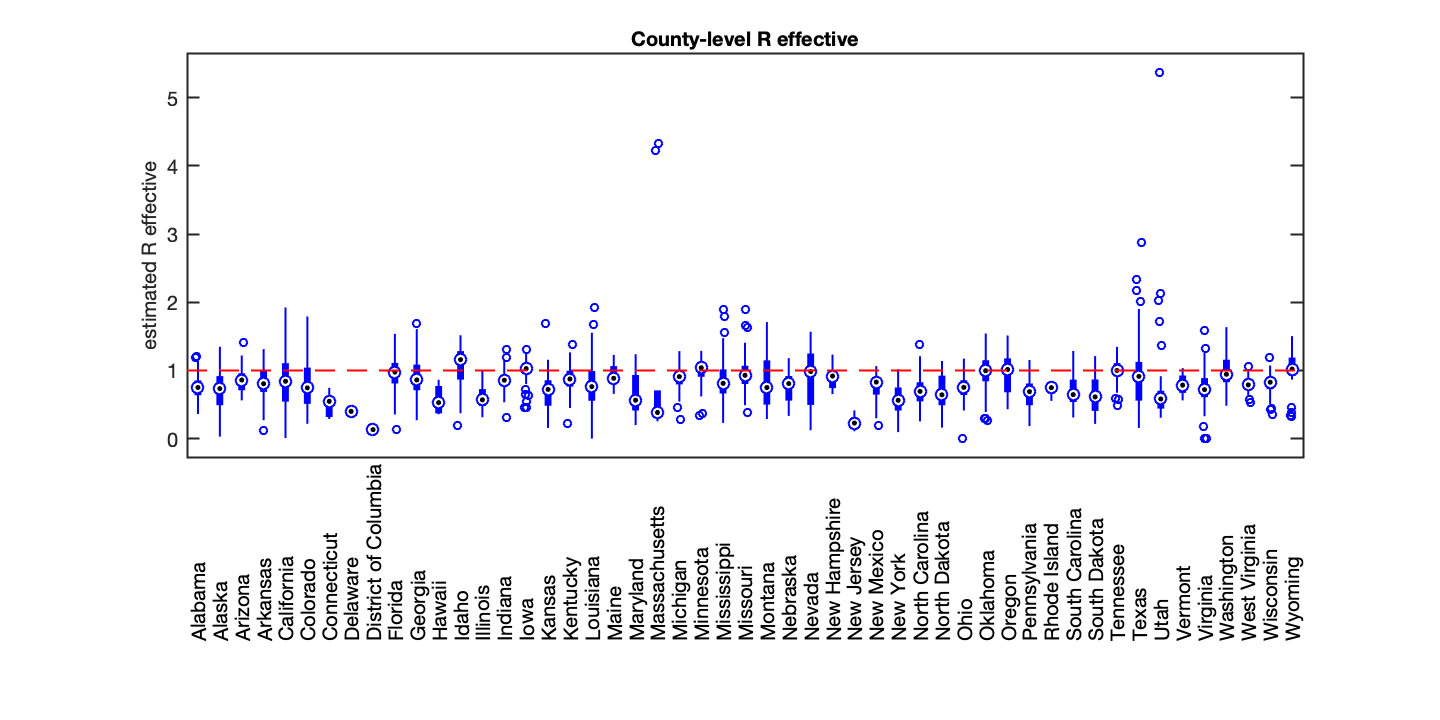 County-level R effective
estimated R effective
5
4
3
2
1
0
Alabama
Alaska
Arizona
Arkansas
California
Colorado
Connecticut
Delaware
District of Columbia
Florida
Georgia
Hawaii
Idaho
Illinois
Indiana
Iowa
Kansas
Kentucky
Louisiana
Maine
Maryland
Massachusetts
Michigan
Minnesota
Mississippi
Missouri
Montana
Nebraska
Nevada
New Hampshire
New Jersey
New Mexico
New York
North Carolina
North Dakota
Ohio
Oklahoma
Oregon
Pennsylvania
Rhode Island
South Carolina
South Dakota
Tennessee
Texas
Utah
Vermont
Virginia
Washington
West Virginia
Wisconsin
Wyoming